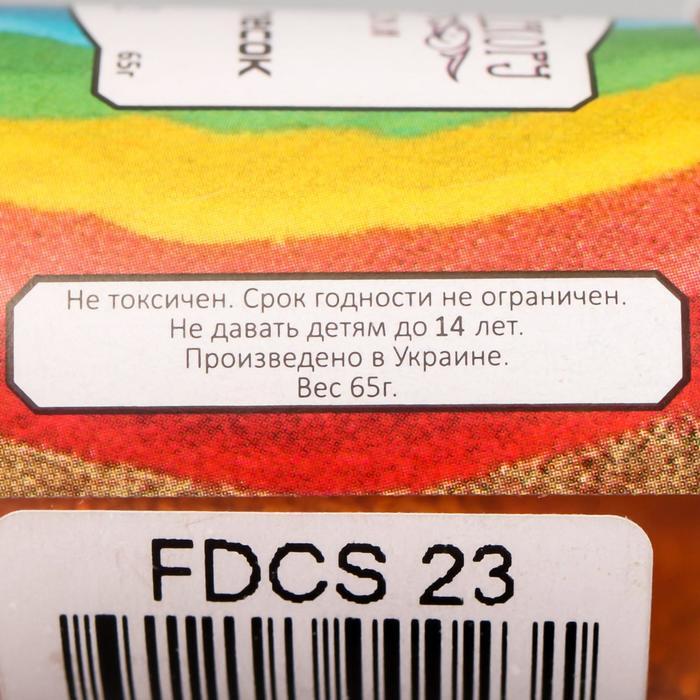 65г
Не токсичен. Срок годности не ограничен.
Не давать детям до 14 лет.
Произведено в Украине.
Вес 65г.
FDCS 23